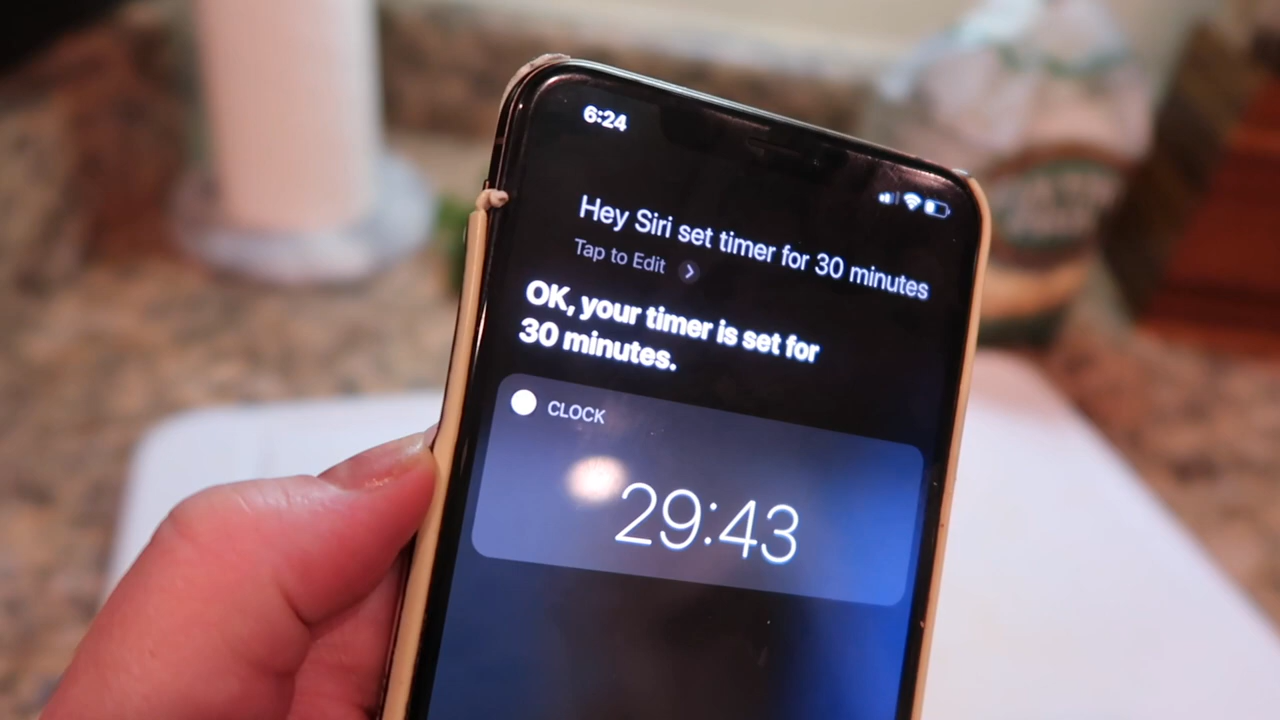 6:24
Hey Siri set timer for 30 minutes
Tap to Edit
OK, your timer is set for
30 minutes.
CLOCK
29:43